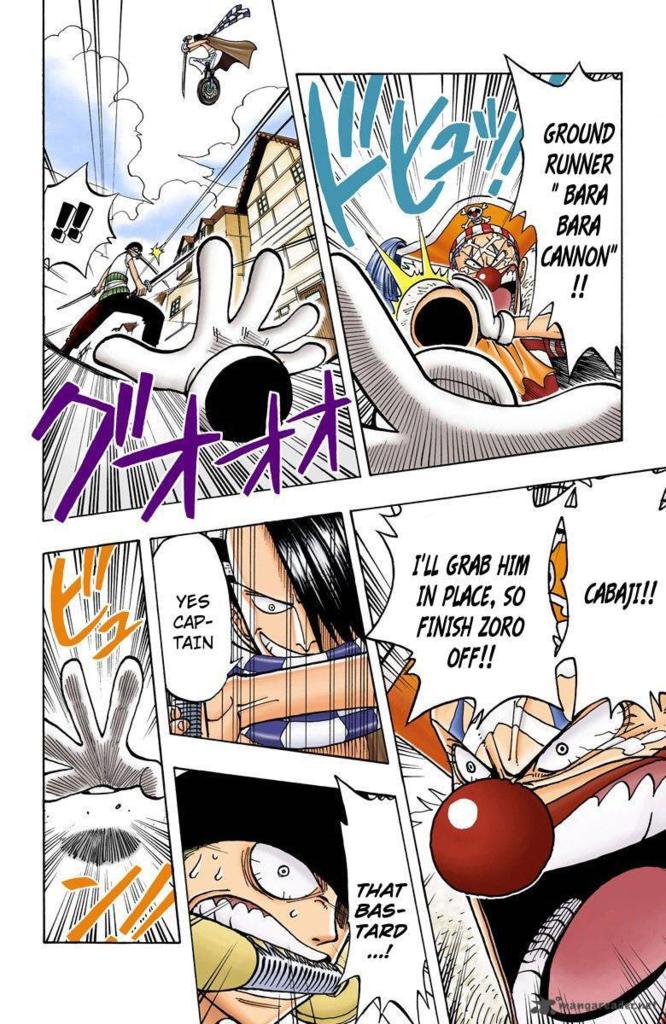 !!!
グオオオ
ドヒュッ!!
GROUND
RUNNER
" BARA
BARA
CANNON"
!!
ビュン!!
YES
CAP-
TAIN
I'LL GRAB HIM
IN PLACE, SO
FINISH ZORO
OFF!!
CABAJI!!
THAT
BAS-
TARD
...!
mangareader.net